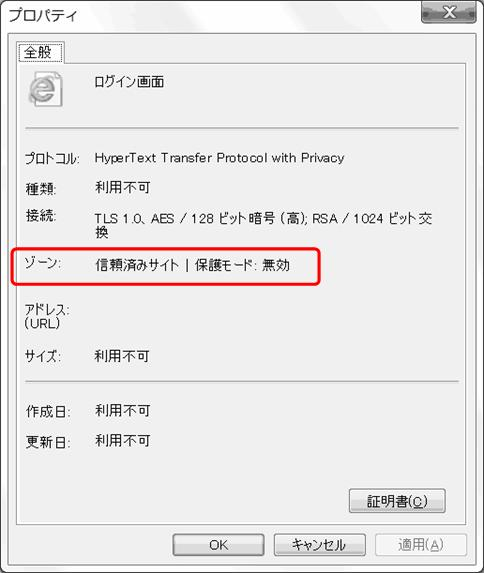 プロパティ
X
全般
ログイン画面
プロトコル: HyperText Transfer Protocol with Privacy
種類: 利用不可
接続: TLS 1.0、AES / 128 ビット暗号 (高); RSA / 1024 ビット交
換
ゾーン: 信頼済みサイト | 保護モード: 無効
アドレス:
(URL)
サイズ: 利用不可
作成日: 利用不可
更新日: 利用不可
証明書(C)
OK キャンセル 適用(A)